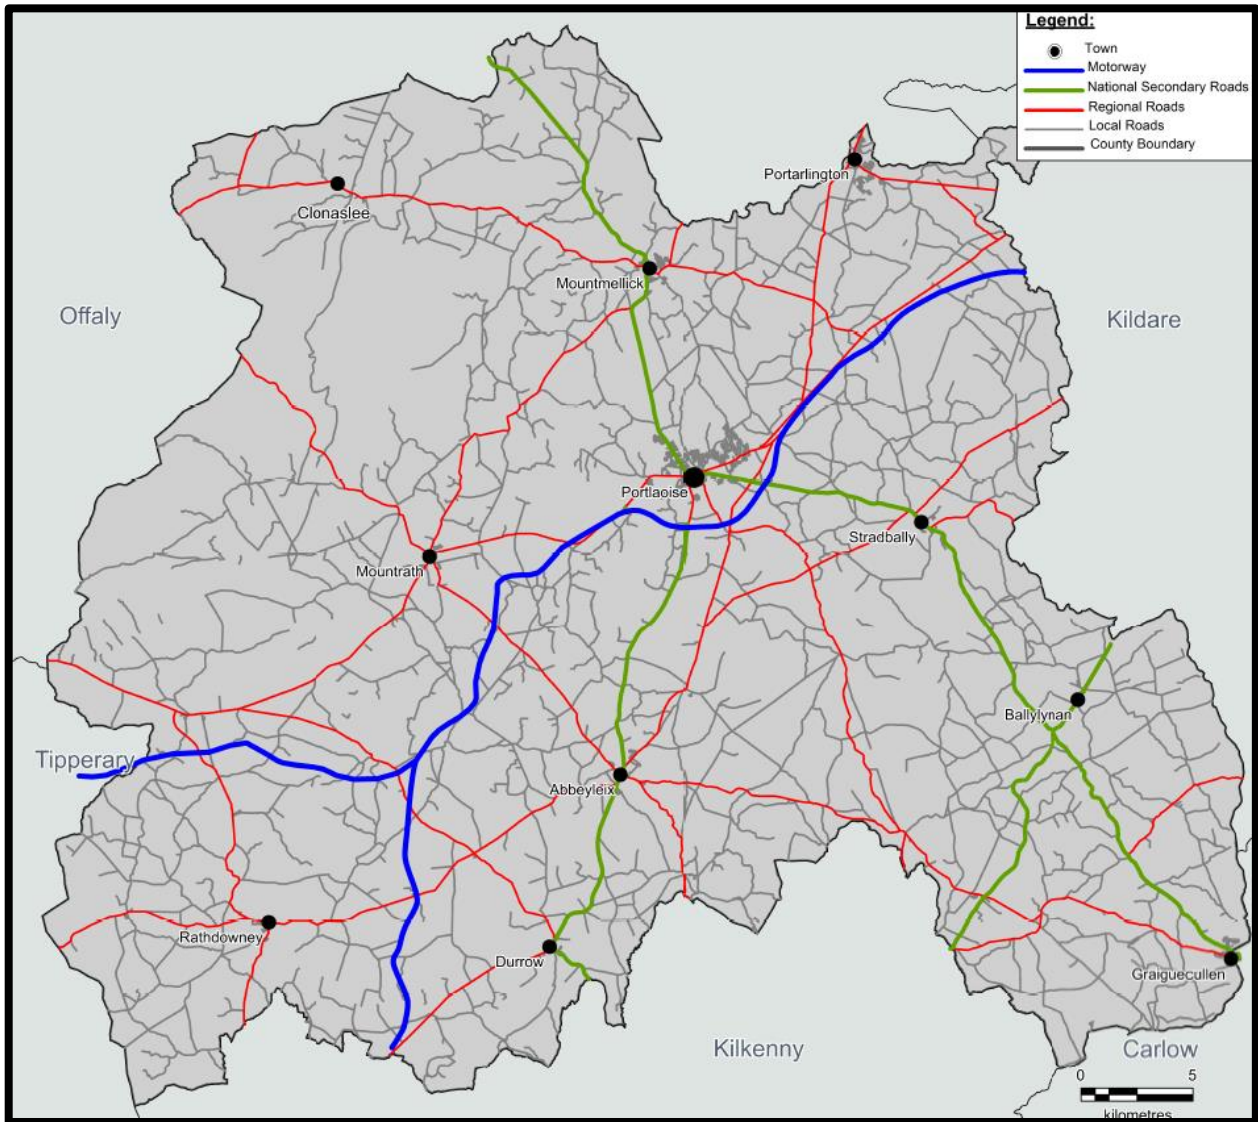 Legend:
Town
Motorway
National Secondary Roads
Regional Roads
Local Roads
County Boundary
Portarlington
Clonaslee
Mountmellick
Offaly
Kildare
Portlaoise
Stradbally
Mountrath
Ballylynan
Tipperary
Abbeyleix
Rathdowney
Durrow
Graiguecullen
Kilkenny
Carlow
0 5
kilometres